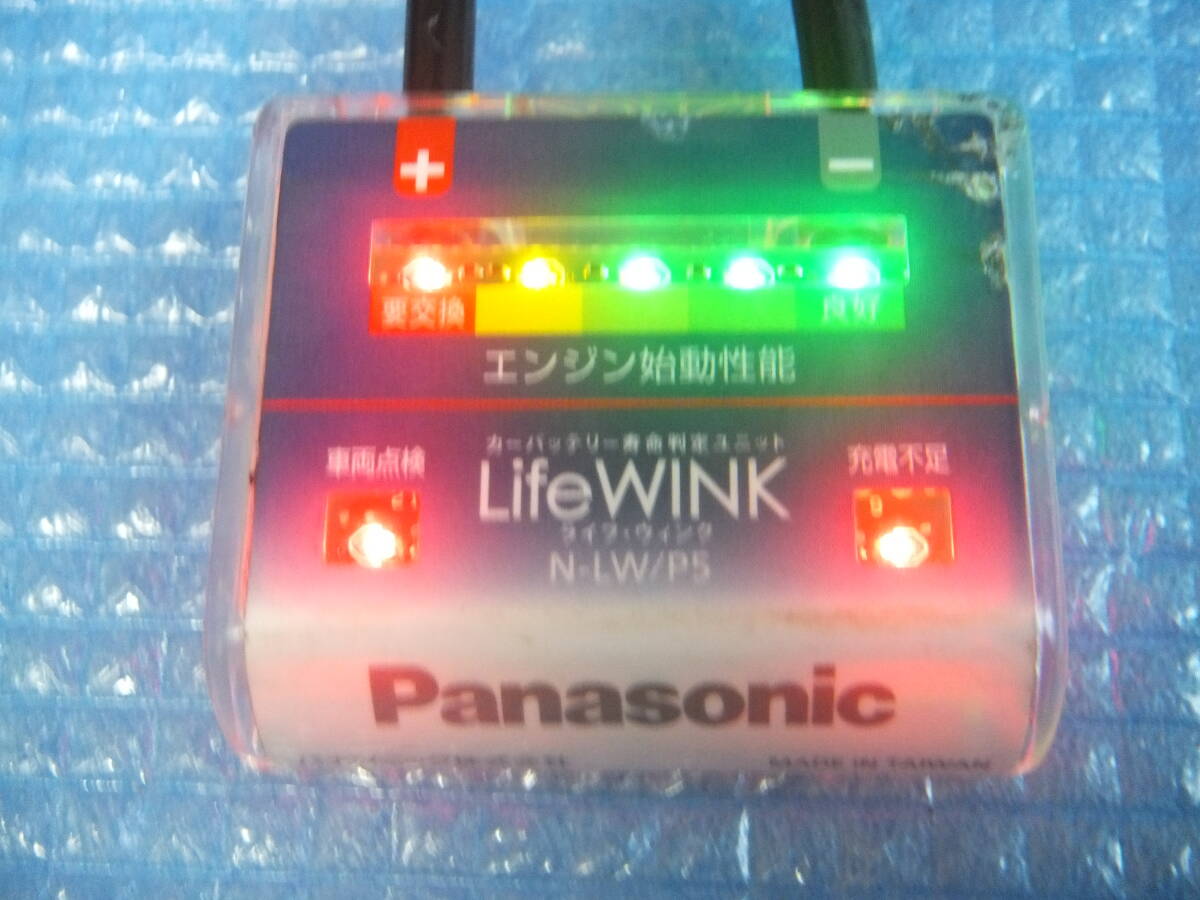 + −
要交換 良好
エンジン始動性能
カーバッテリー寿命判定ユニット
車両点検 LifeWINK 充電不足
ライフ・ウィンク
N-LW/P5
Panasonic
MADE IN TAIWAN